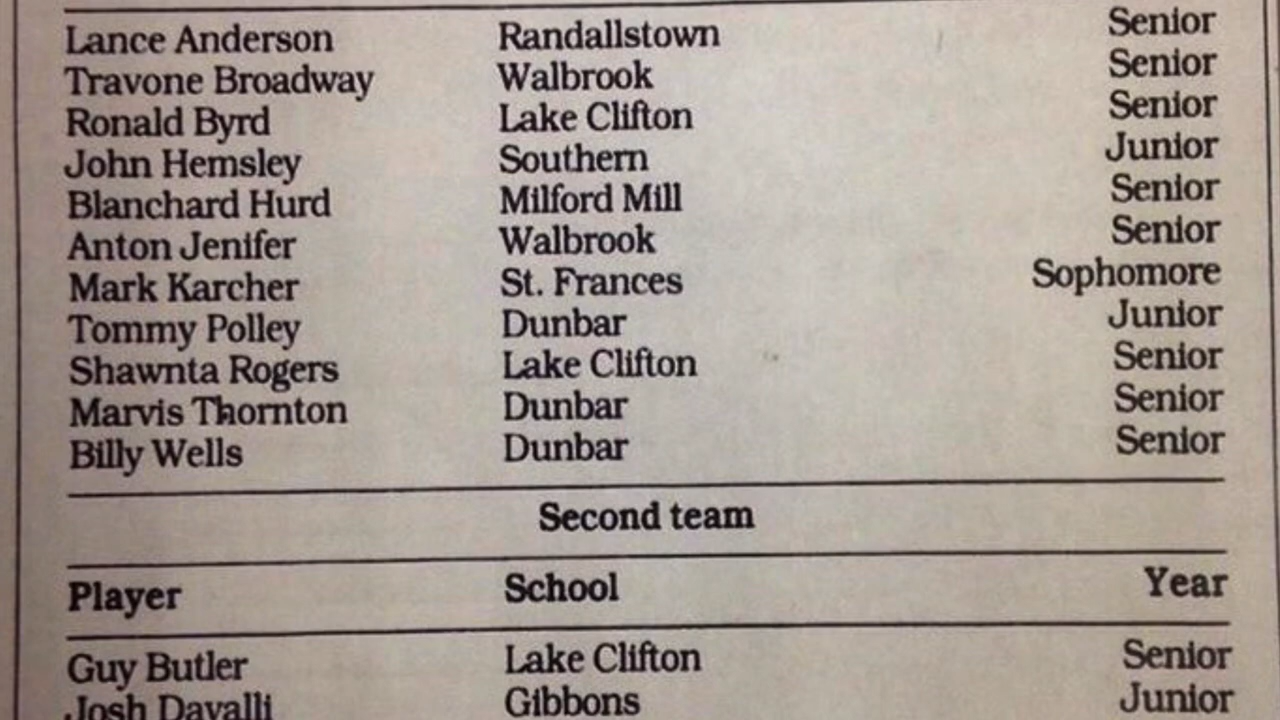 Lance Anderson Randallstown Senior
Travone Broadway Walbrook Senior
Ronald Byrd Lake Clifton Senior
John Hemsley Southern Junior
Blanchard Hurd Milford Mill Senior
Anton Jenifer Walbrook Senior
Mark Karcher St. Frances Sophomore
Tommy Polley Dunbar Junior
Shawnta Rogers Lake Clifton Senior
Marvis Thornton Dunbar Senior
Billy Wells Dunbar Senior
Second team
Player School Year
Guy Butler Lake Clifton Senior
Josh Davalli Gibbons Junior